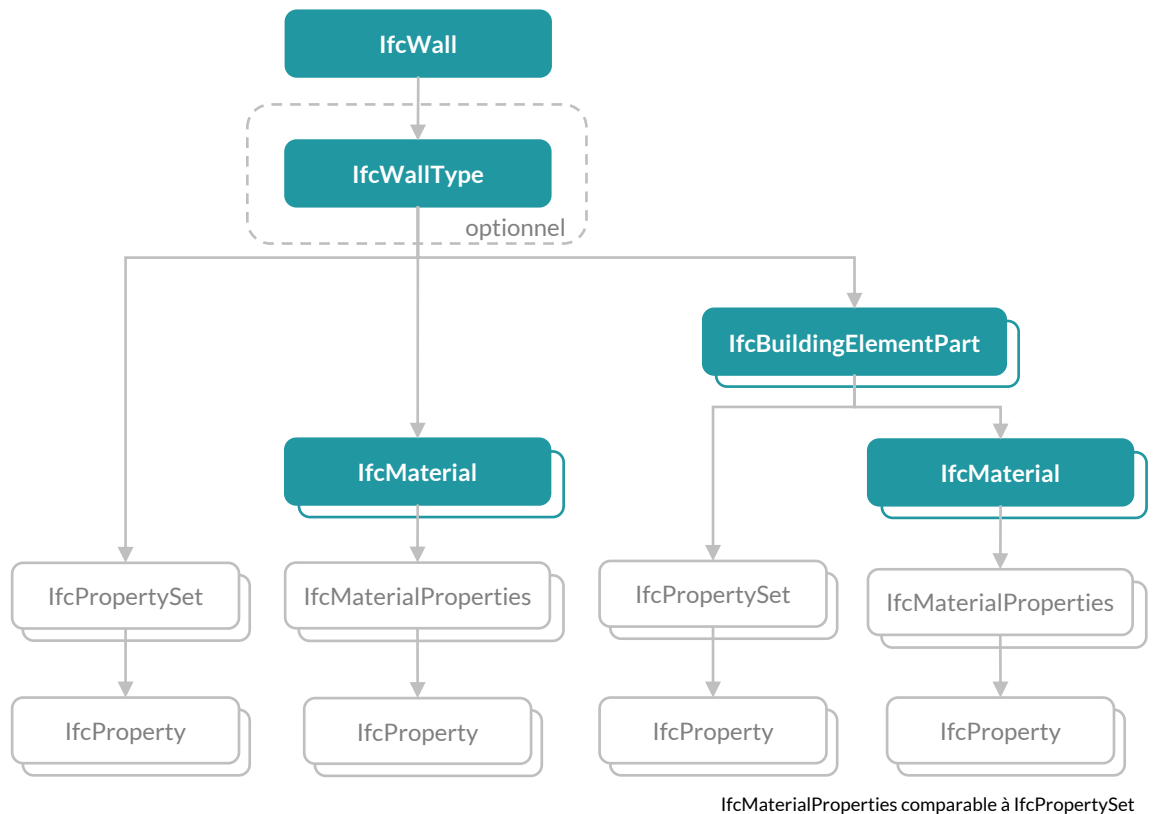 IfcWall
IfcWallType
optionnel
IfcBuildingElementPart
IfcMaterial
IfcMaterial
IfcPropertySet
IfcMaterialProperties
IfcPropertySet
IfcMaterialProperties
IfcProperty
IfcProperty
IfcProperty
IfcProperty
IfcMaterialProperties comparable à IfcPropertySet